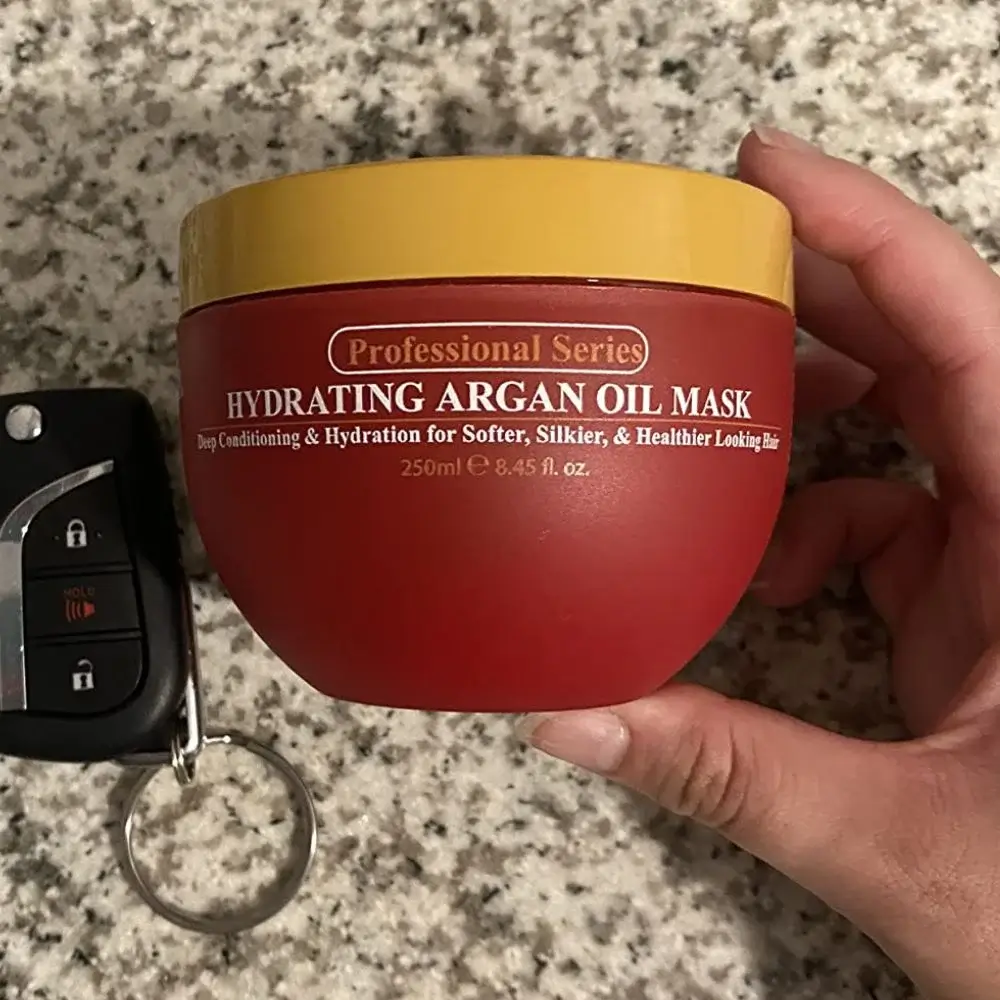 Professional Series
HYDRATING ARGAN OIL MASK
Deep Conditioning & Hydration for Softer, Silkier, & Healthier Looking Hair
250ml ℮ 8.45 fl. oz.
HOLD